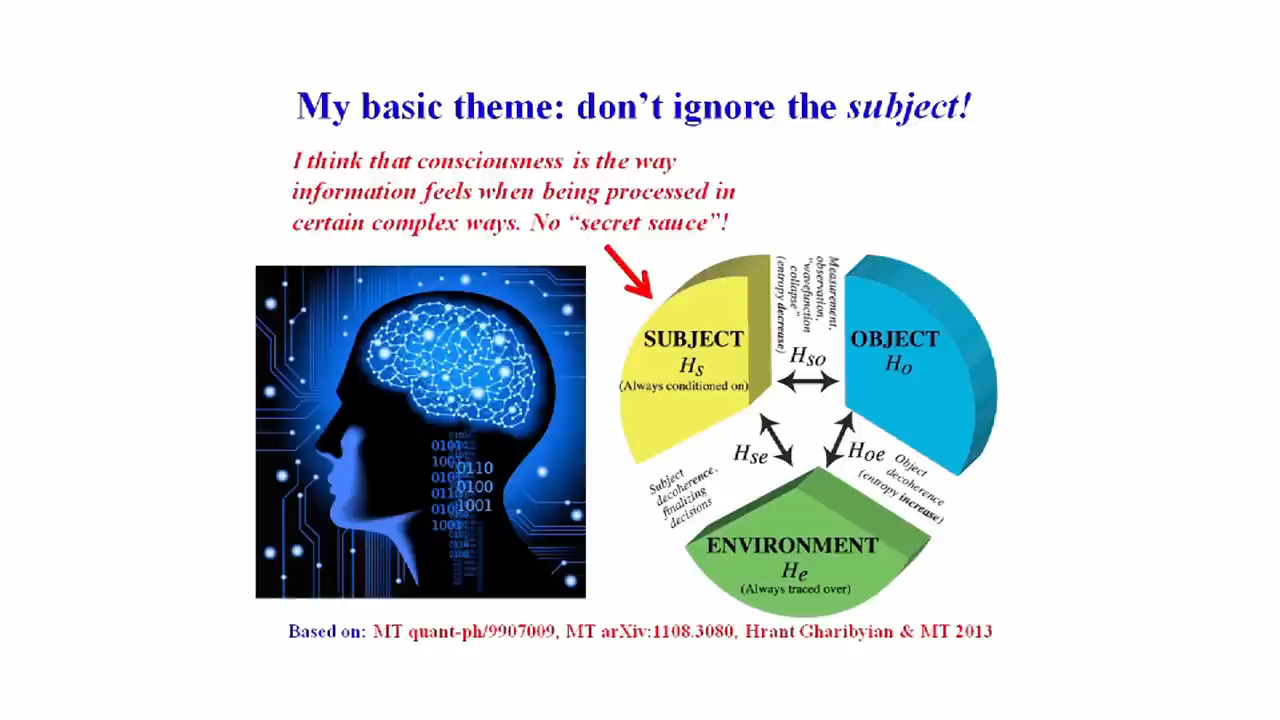 My basic theme: don't ignore the subject!
I think that consciousness is the way
information feels when being processed in
certain complex ways. No "secret sauce"!
SUBJECT
Hs
(Always conditioned on)
Measurement,
observation,
"wavefunction
collapse"
(entropy decrease)
Hso
OBJECT
Ho
Hse
Subject
decoherence,
finalizing
decisions
Hoe
Object
decoherence
(entropy increase)
ENVIRONMENT
He
(Always traced over)
0110
0100
1001
Based on: MT quant-ph/9907009, MT arXiv:1108.3080, Hrant Gharibyian & MT 2013